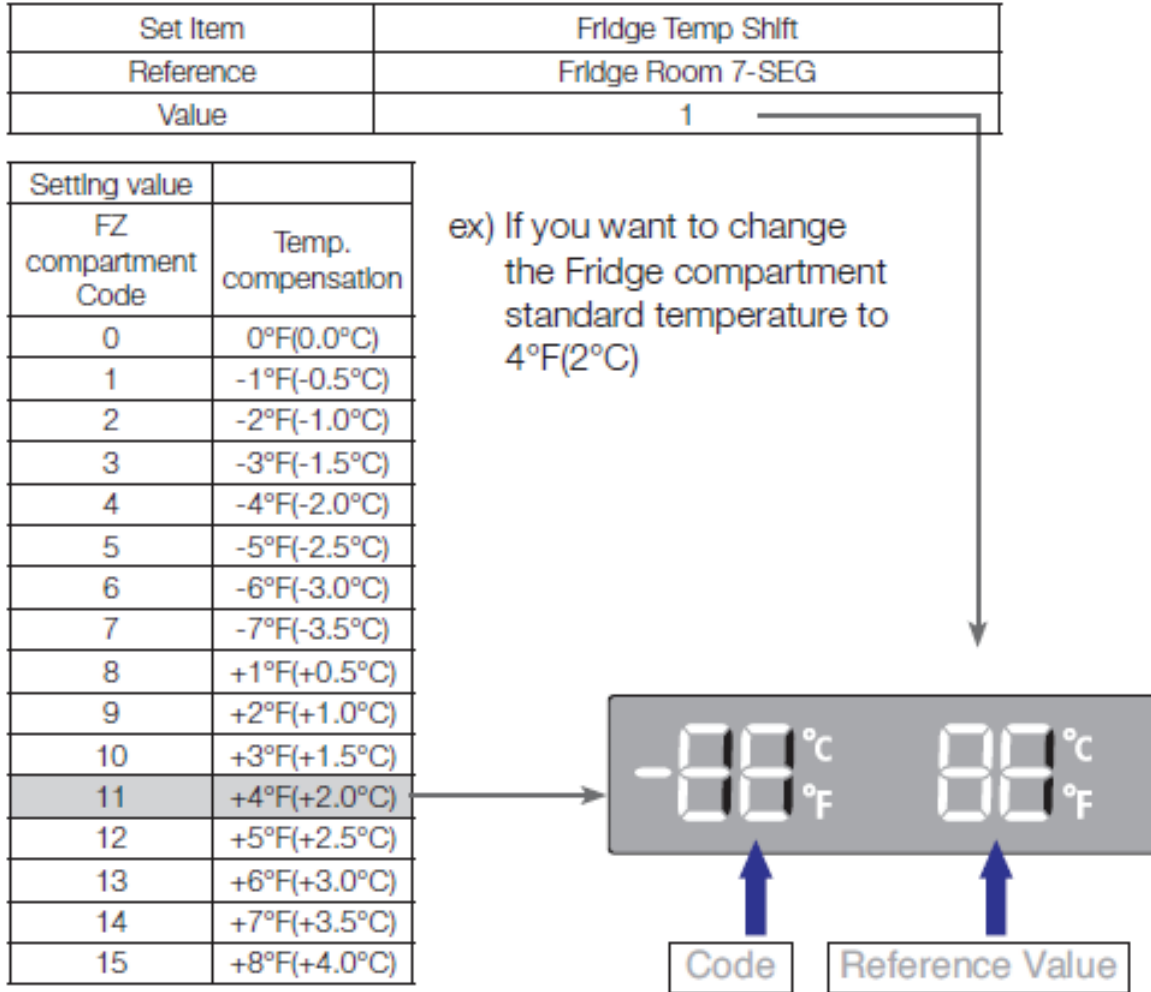 Set Item Fridge Temp Shift
Reference Fridge Room 7-SEG
Value 1
Setting value
FZ compartment Code Temp. compensation
0 0°F(0.0°C)
1 -1°F(-0.5°C)
2 -2°F(-1.0°C)
3 -3°F(-1.5°C)
4 -4°F(-2.0°C)
5 -5°F(-2.5°C)
6 -6°F(-3.0°C)
7 -7°F(-3.5°C)
8 +1°F(+0.5°C)
9 +2°F(+1.0°C)
10 +3°F(+1.5°C)
11 +4°F(+2.0°C)
12 +5°F(+2.5°C)
13 +6°F(+3.0°C)
14 +7°F(+3.5°C)
15 +8°F(+4.0°C)
ex) If you want to change
the Fridge compartment
standard temperature to
4°F(2°C)
-11 °C °F 1 °C °F
Code Reference Value